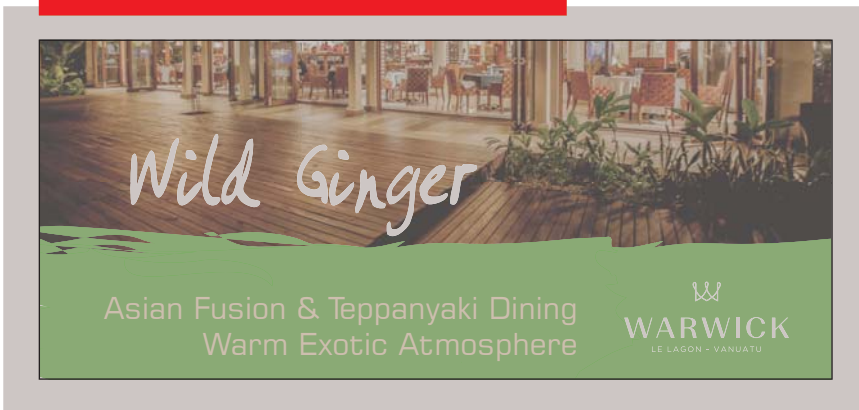 Wild Ginger
Asian Fusion & Teppanyaki Dining
Warm Exotic Atmosphere
WARWICK
LE LAGON - VANUATU